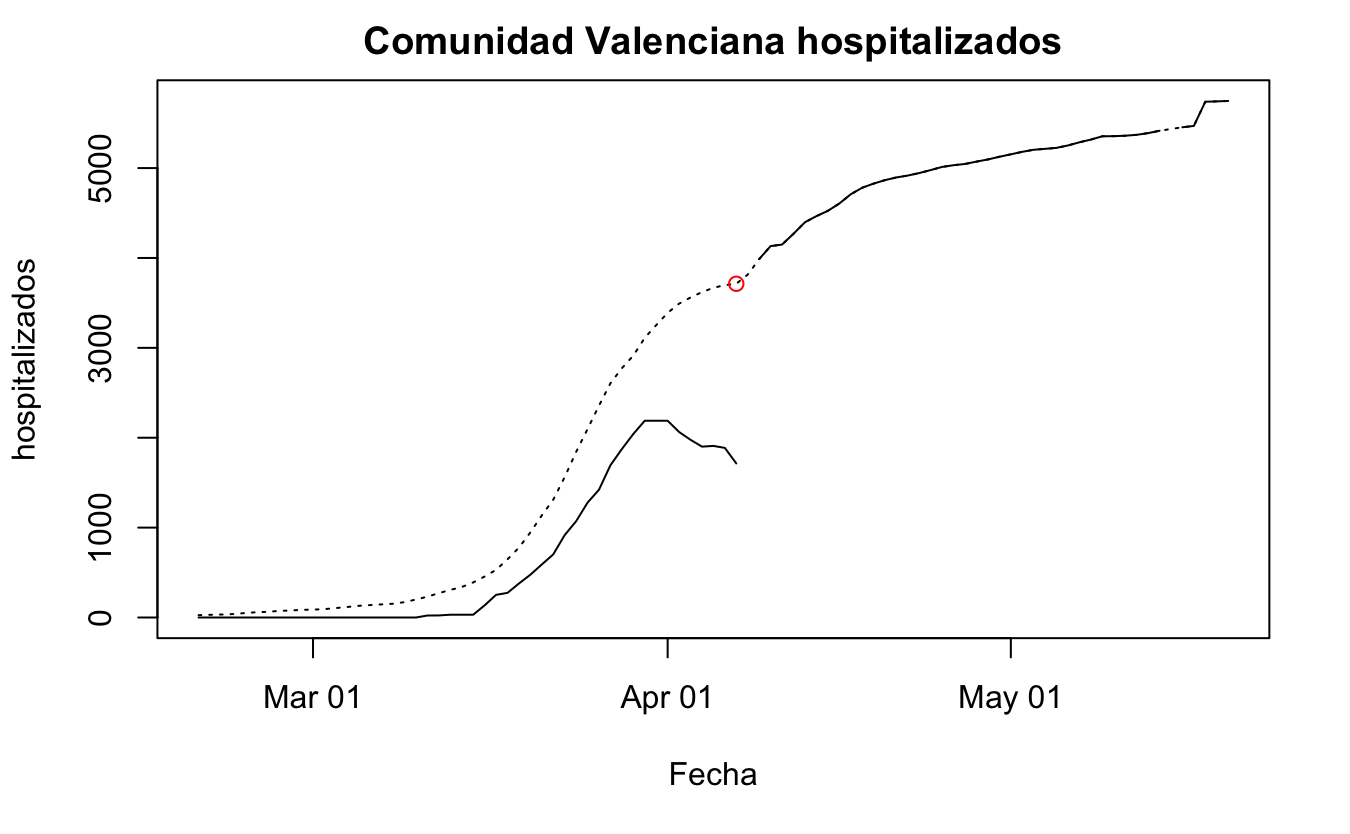 Comunidad Valenciana hospitalizados
hospitalizados
5000
3000
1000
0
Mar 01
Apr 01
May 01
Fecha